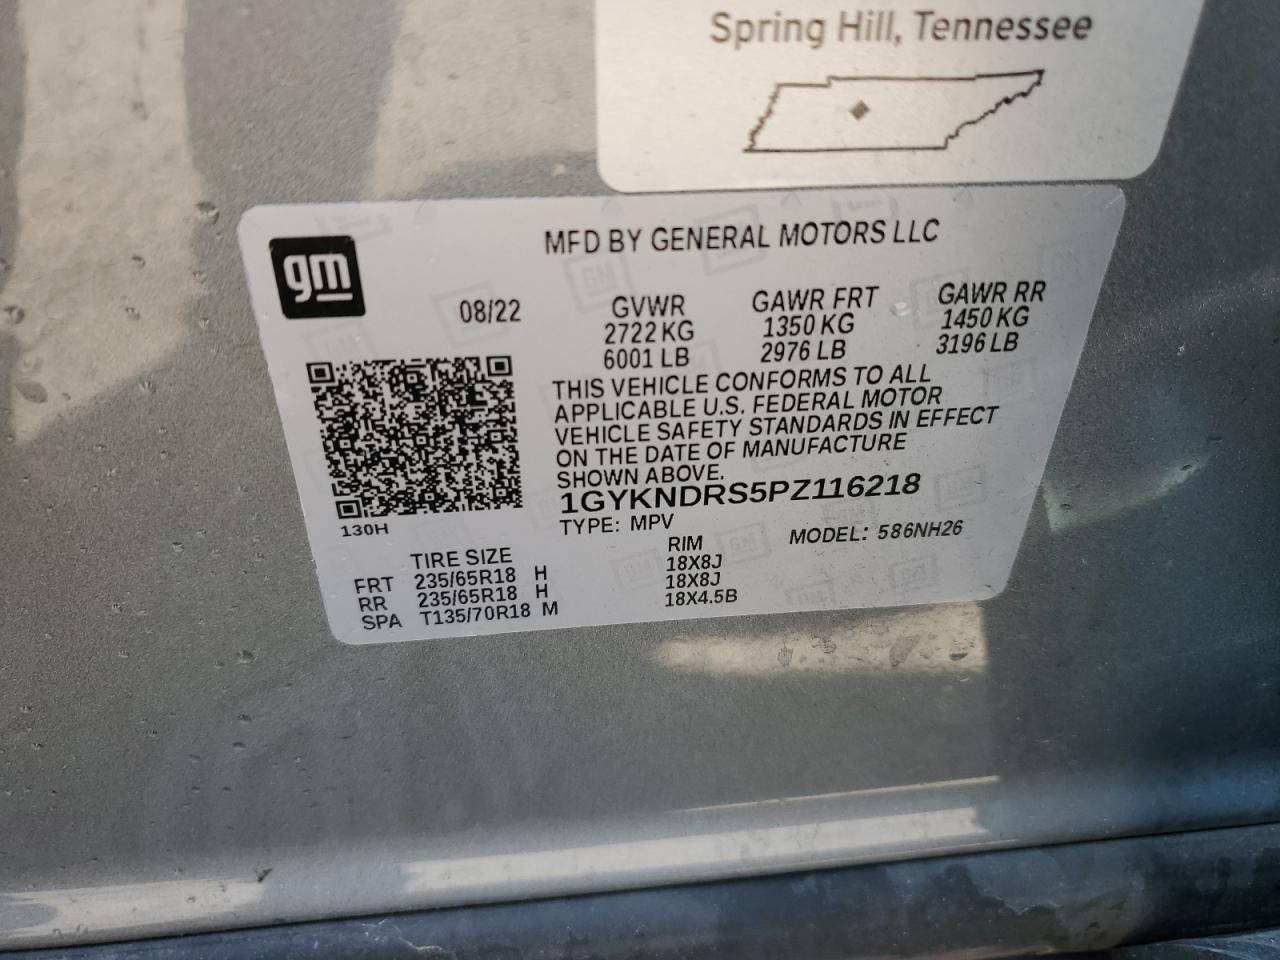 Spring Hill, Tennessee
gm
MFD BY GENERAL MOTORS LLC
08/22
GVWR GAWR FRT GAWR RR
2722 KG 1350 KG 1450 KG
6001 LB 2976 LB 3196 LB
THIS VEHICLE CONFORMS TO ALL
APPLICABLE U.S. FEDERAL MOTOR
VEHICLE SAFETY STANDARDS IN EFFECT
ON THE DATE OF MANUFACTURE
SHOWN ABOVE.
1GYKNDRS5PZ116218
130H
TYPE: MPV MODEL: 586NH26
TIRE SIZE RIM
FRT 235/65R18 H 18X8J
RR 235/65R18 H 18X8J
SPA T135/70R18 M 18X4.5B